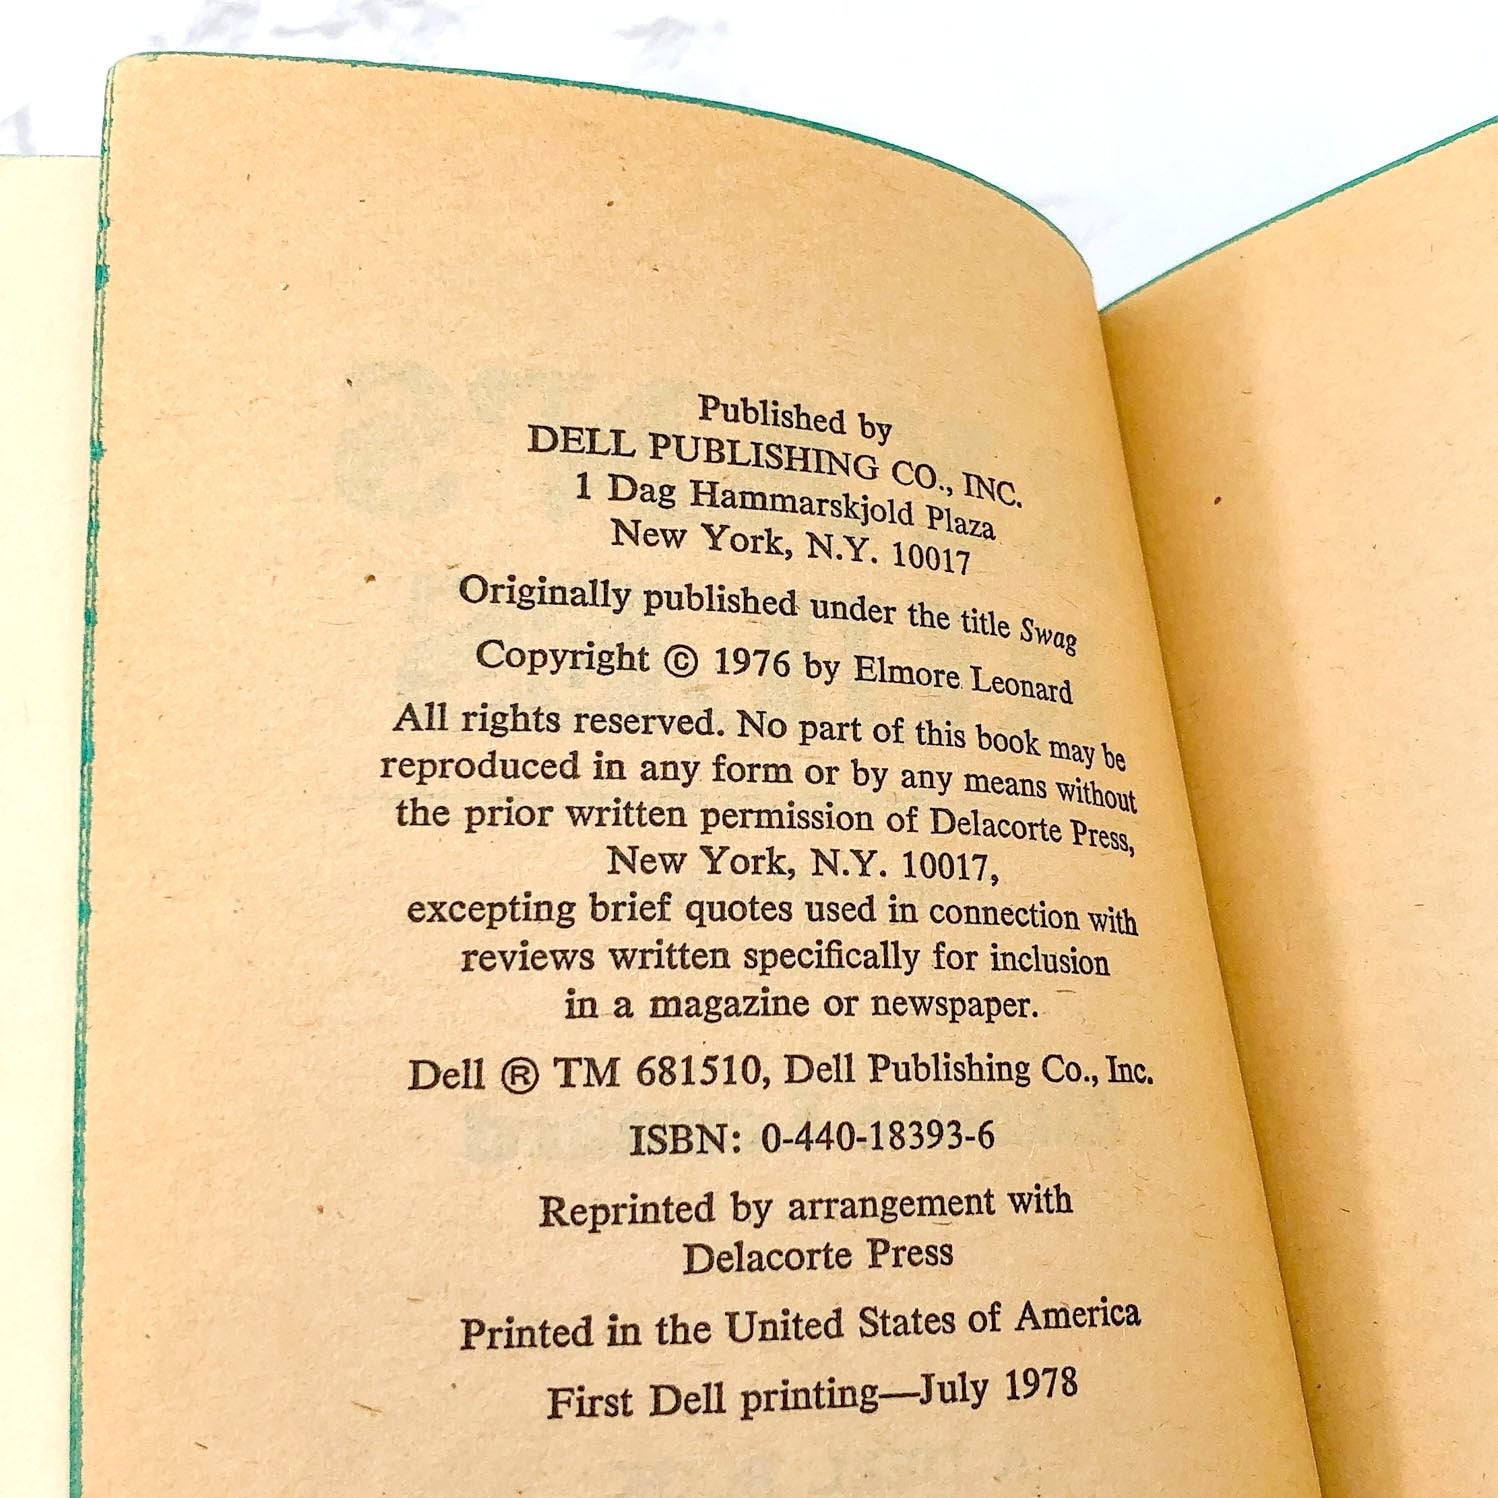 Published by
DELL PUBLISHING CO., INC.
1 Dag Hammarskjold Plaza
New York, N.Y. 10017
Originally published under the title Swag
Copyright © 1976 by Elmore Leonard
All rights reserved. No part of this book may be
reproduced in any form or by any means without
the prior written permission of Delacorte Press,
New York, N.Y. 10017,
excepting brief quotes used in connection with
reviews written specifically for inclusion
in a magazine or newspaper.
Dell ® TM 681510, Dell Publishing Co., Inc.
ISBN: 0-440-18393-6
Reprinted by arrangement with
Delacorte Press
Printed in the United States of America
First Dell printing—July 1978